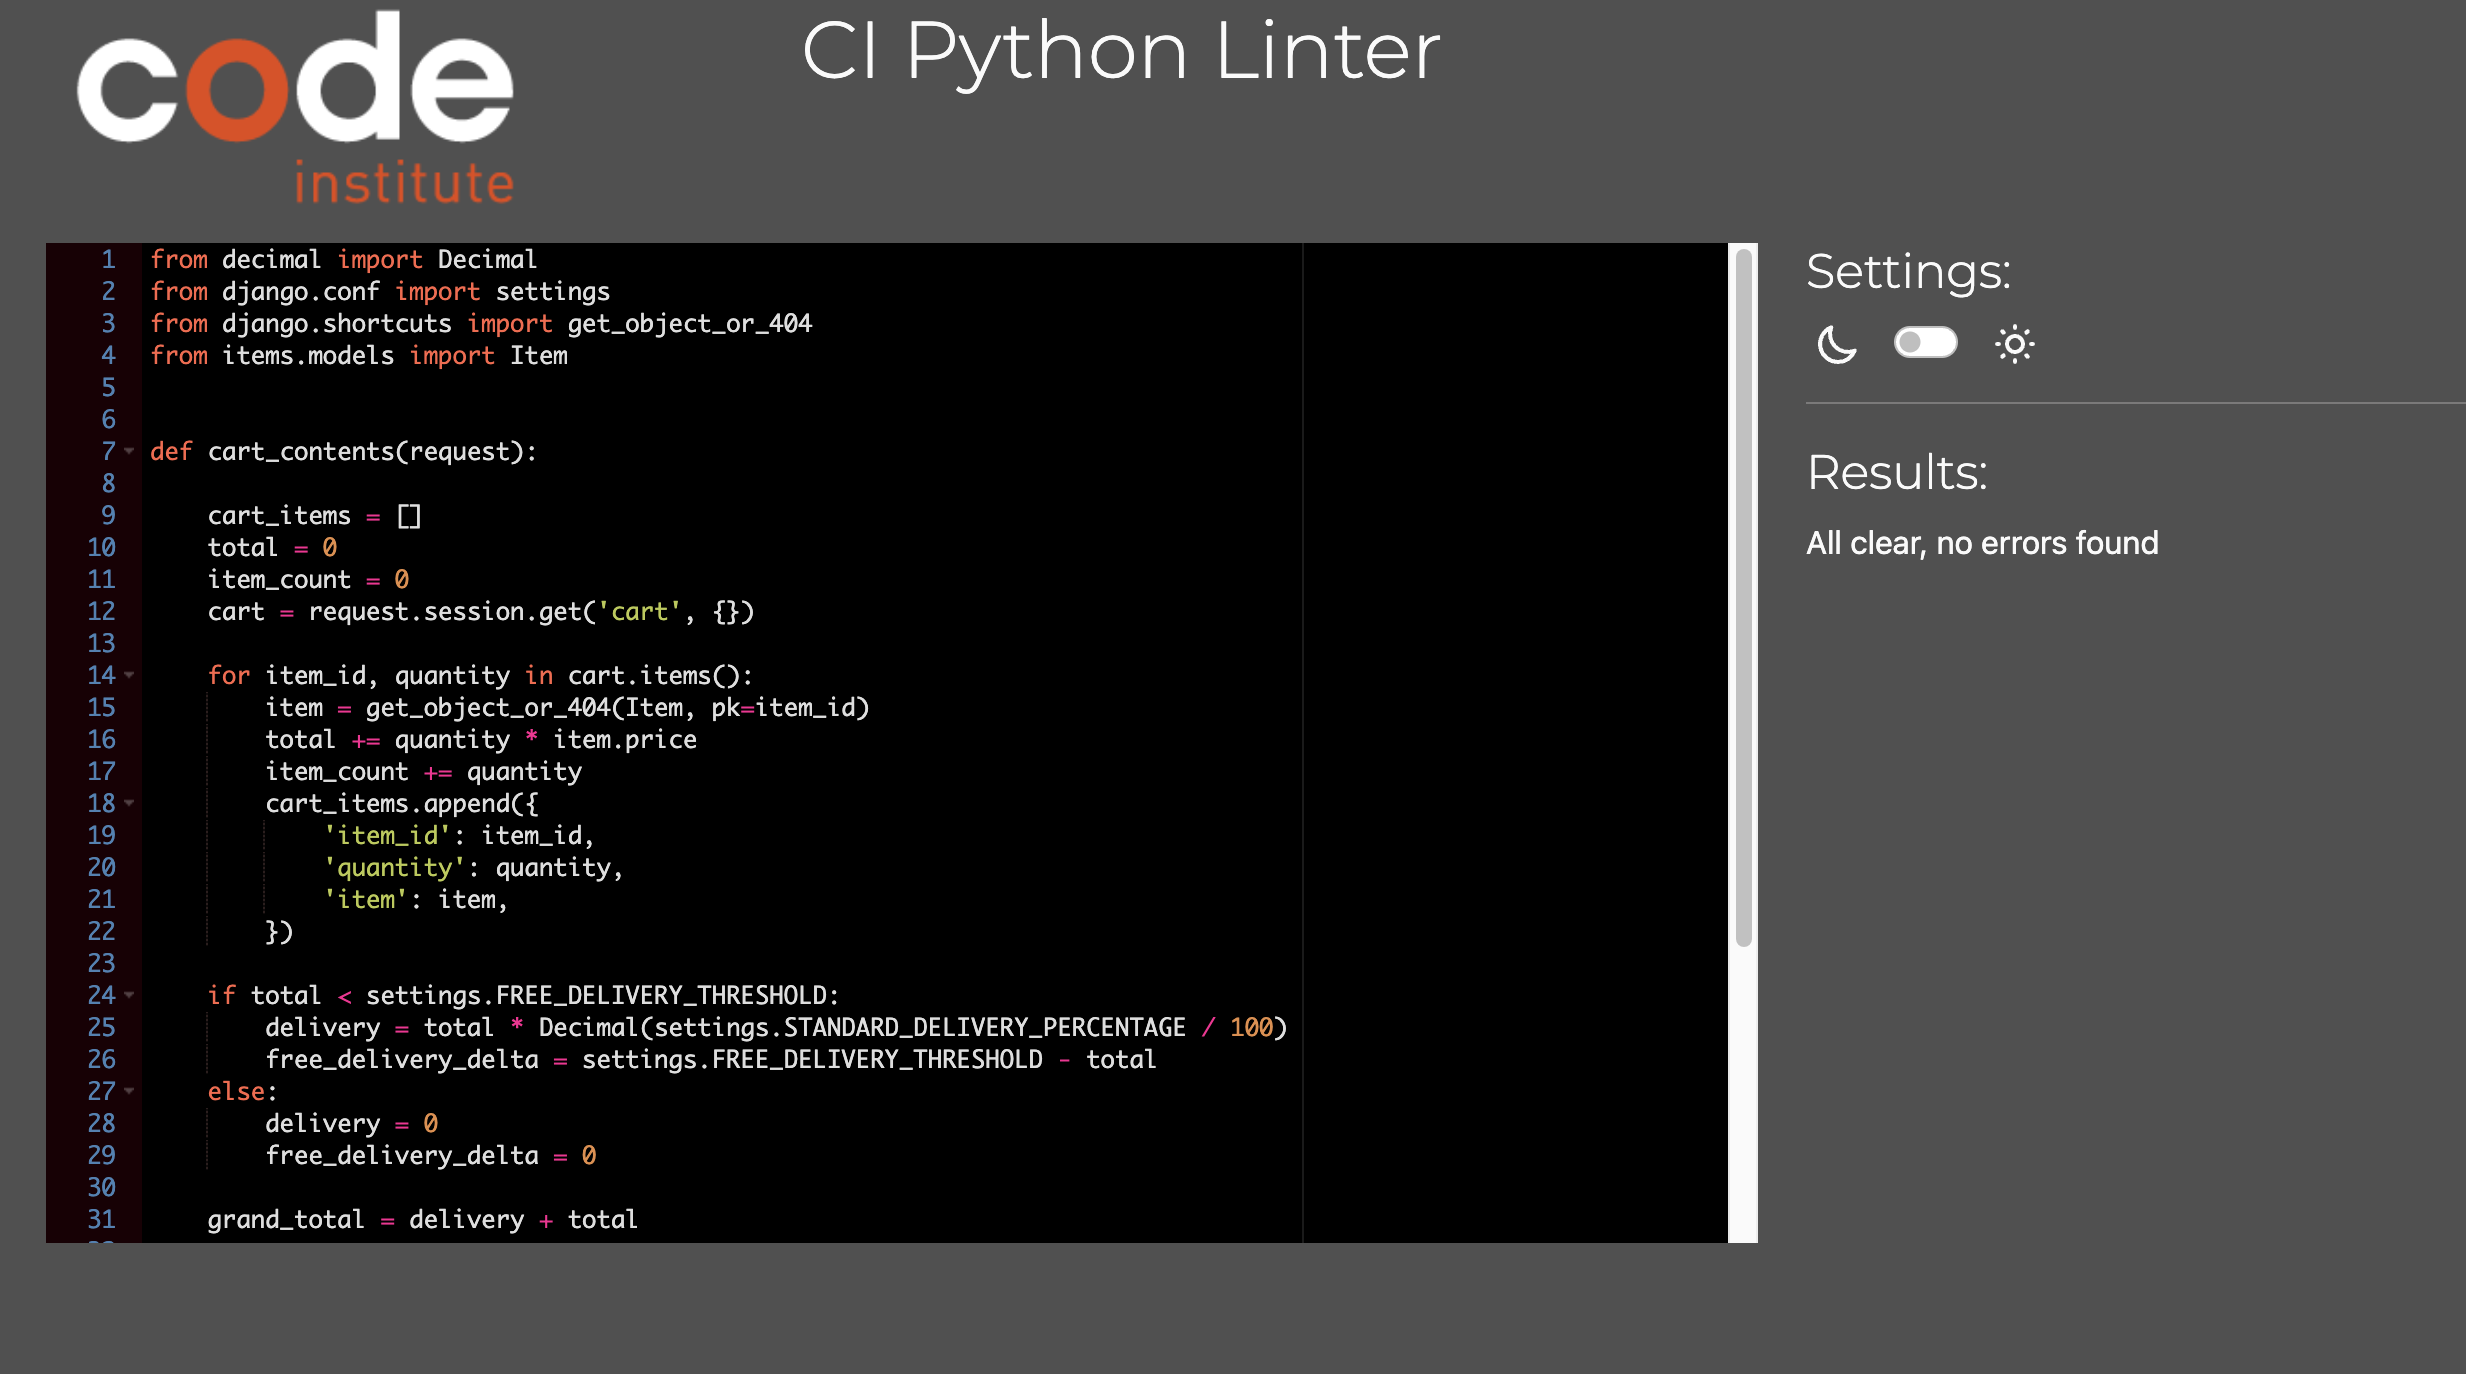 code
institute
CI Python Linter
1 from decimal import Decimal
2 from django.conf import settings
3 from django.shortcuts import get_object_or_404
4 from items.models import Item
5
6
7 def cart_contents(request):
8
9     cart_items = []
10     total = 0
11     item_count = 0
12     cart = request.session.get('cart', {})
13
14     for item_id, quantity in cart.items():
15         item = get_object_or_404(Item, pk=item_id)
16         total += quantity * item.price
17         item_count += quantity
18         cart_items.append({
19             'item_id': item_id,
20             'quantity': quantity,
21             'item': item,
22         })
23
24     if total < settings.FREE_DELIVERY_THRESHOLD:
25         delivery = total * Decimal(settings.STANDARD_DELIVERY_PERCENTAGE / 100)
26         free_delivery_delta = settings.FREE_DELIVERY_THRESHOLD - total
27     else:
28         delivery = 0
29         free_delivery_delta = 0
30
31     grand_total = delivery + total
Settings:
Results:
All clear, no errors found